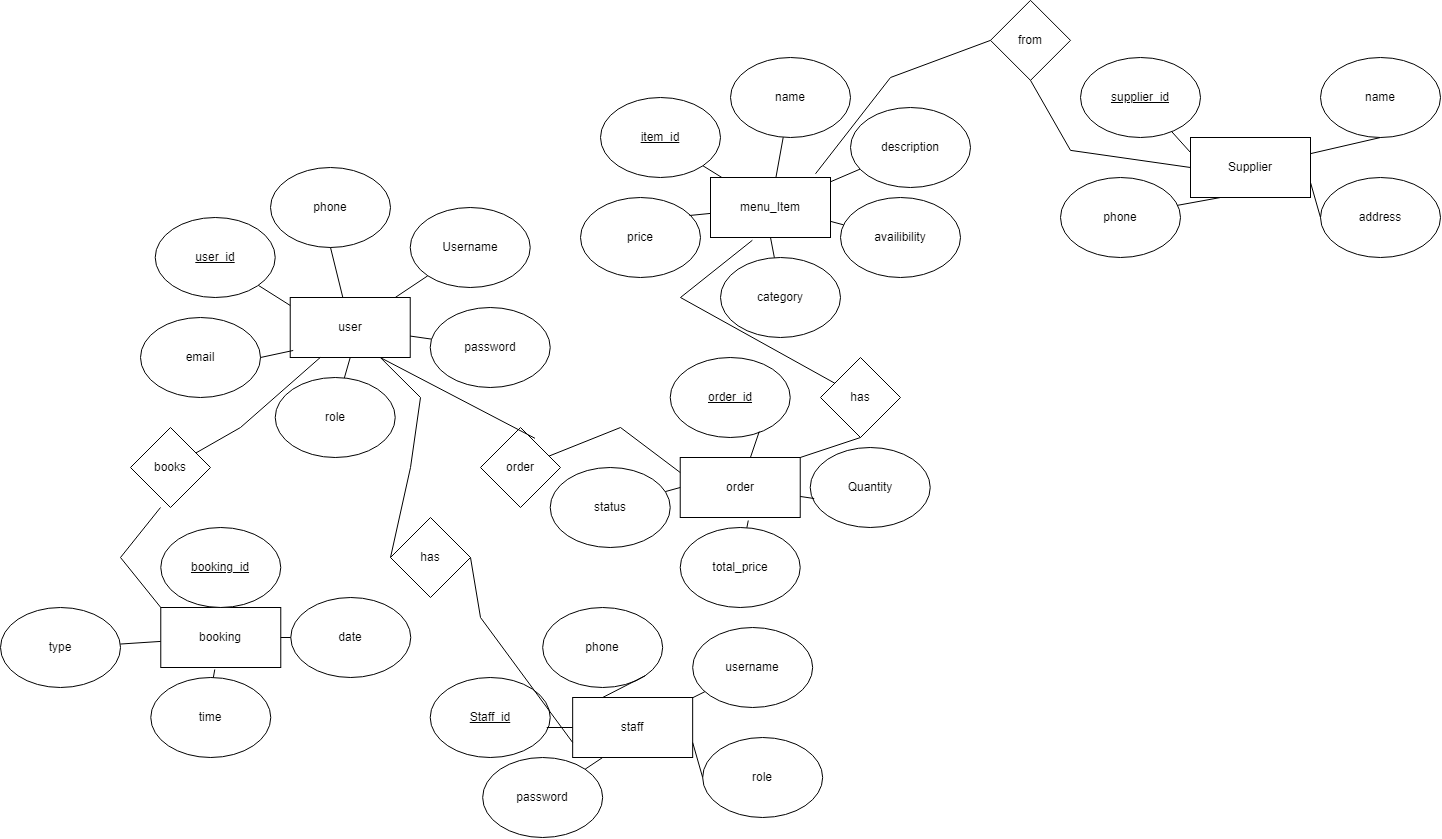 from
name
supplier_id
name
item_id
description
Supplier
phone
menu_Item
phone
address
price
availibility
Username
user_id
category
user
password
email
order_id
has
role
books
order
order
Quantity
status
has
booking_id
total_price
booking
date
type
phone
username
time
Staff_id
staff
role
password